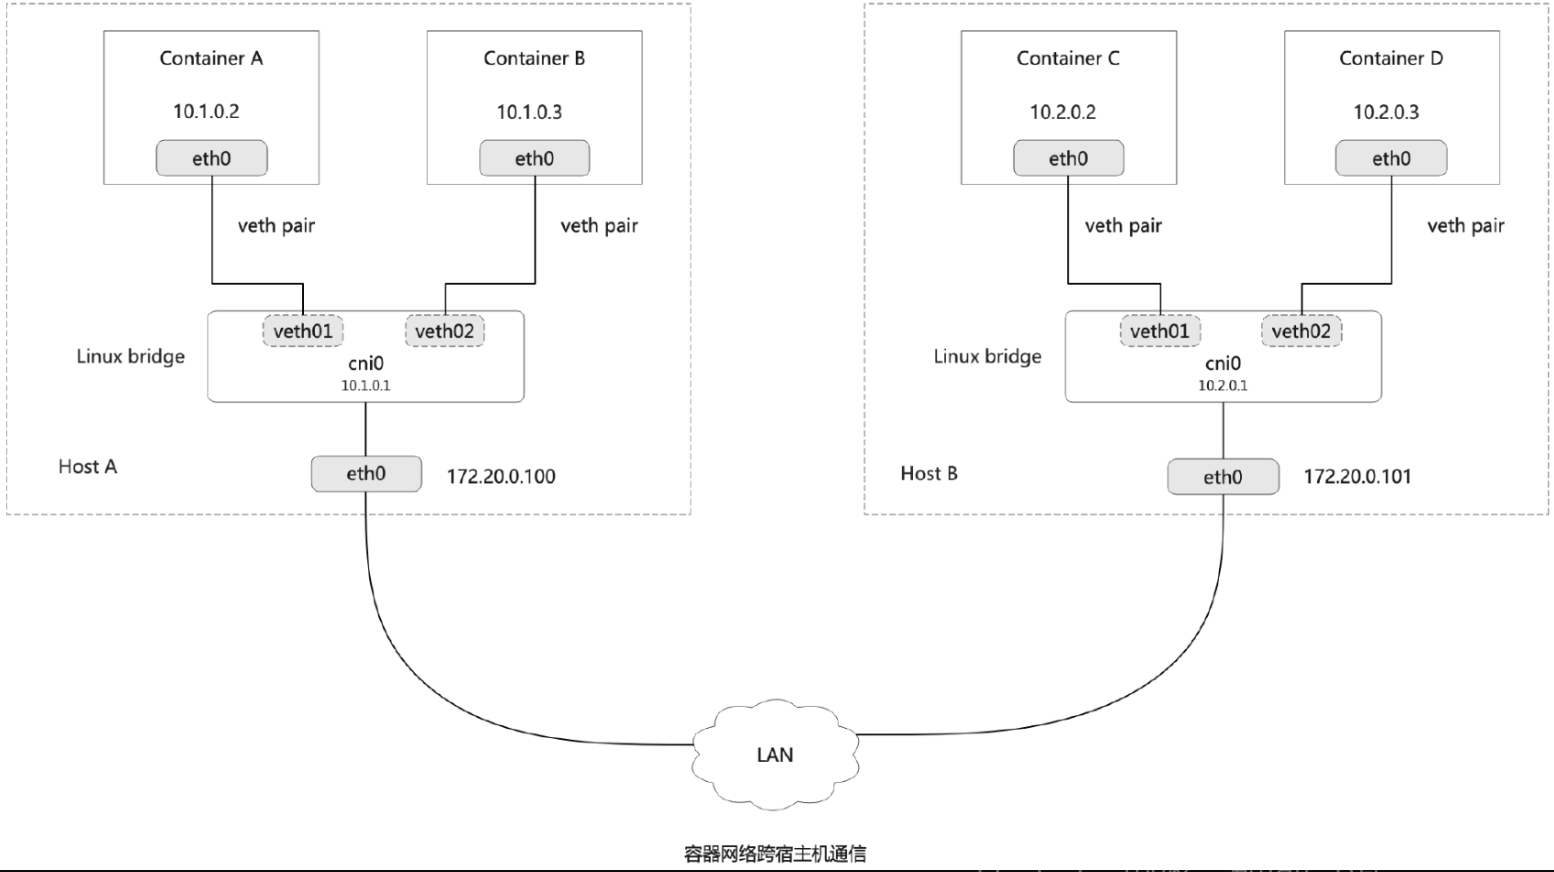 Container A
10.1.0.2
eth0
veth pair
Container B
10.1.0.3
eth0
veth pair
veth01
veth02
Linux bridge
cni0
10.1.0.1
Host A
eth0
172.20.0.100
Container C
10.2.0.2
eth0
veth pair
Container D
10.2.0.3
eth0
veth pair
veth01
veth02
Linux bridge
cni0
10.2.0.1
Host B
eth0
172.20.0.101
LAN
容器网络跨宿主机通信